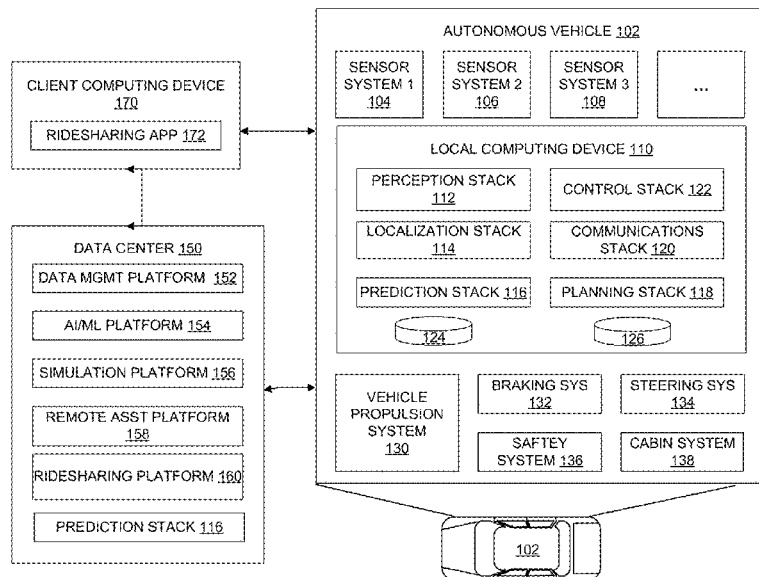 AUTONOMOUS VEHICLE 102
SENSOR
SYSTEM 1
104
SENSOR
SYSTEM 2
106
SENSOR
SYSTEM 3
108
...
CLIENT COMPUTING DEVICE
170
RIDESHARING APP 172
LOCAL COMPUTING DEVICE 110
PERCEPTION STACK
112
CONTROL STACK 122
LOCALIZATION STACK
114
COMMUNICATIONS
STACK 120
PREDICTION STACK 116
PLANNING STACK 118
124
126
DATA CENTER 150
DATA MGMT PLATFORM 152
AI/ML PLATFORM 154
SIMULATION PLATFORM 156
REMOTE ASST PLATFORM
158
RIDESHARING PLATFORM 160
PREDICTION STACK 116
VEHICLE
PROPULSION
SYSTEM
130
BRAKING SYS
132
STEERING SYS
134
SAFTEY
SYSTEM 136
CABIN SYSTEM
138
102